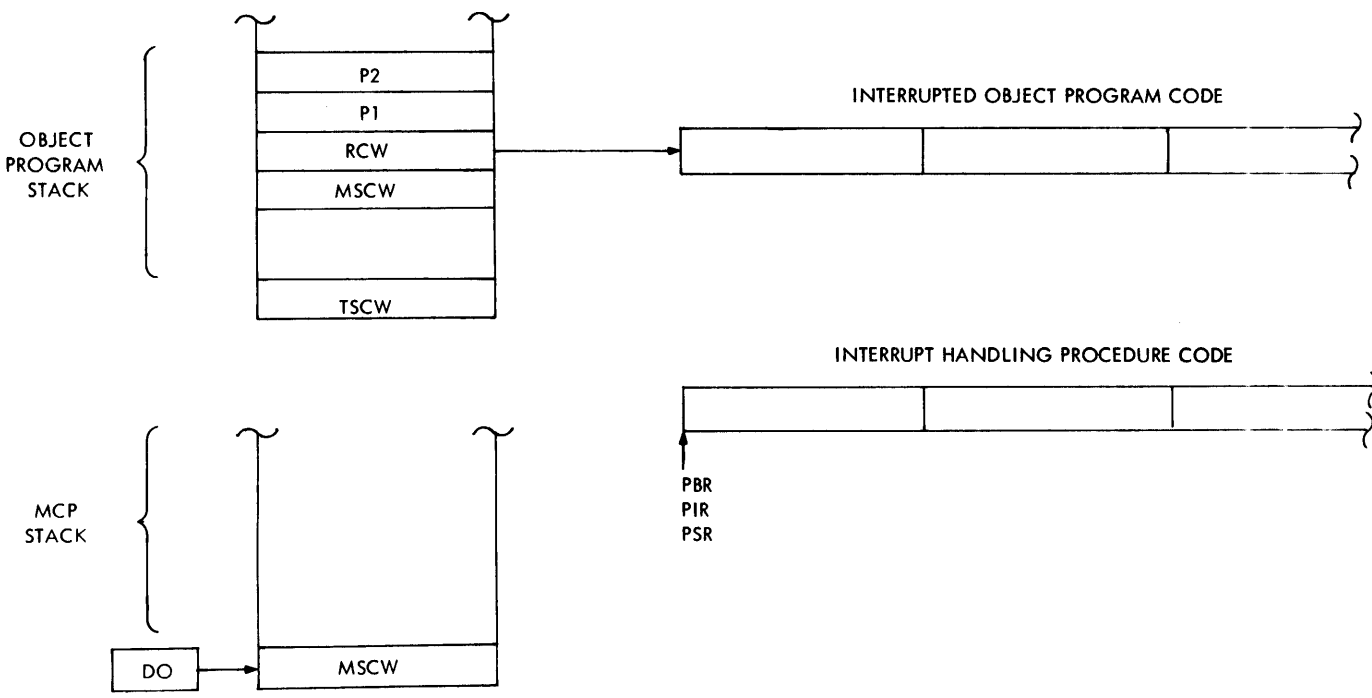 P2
P1
RCW
MSCW
TSCW
OBJECT
PROGRAM
STACK
INTERRUPTED OBJECT PROGRAM CODE
INTERRUPT HANDLING PROCEDURE CODE
PBR
PIR
PSR
MCP
STACK
DO
MSCW